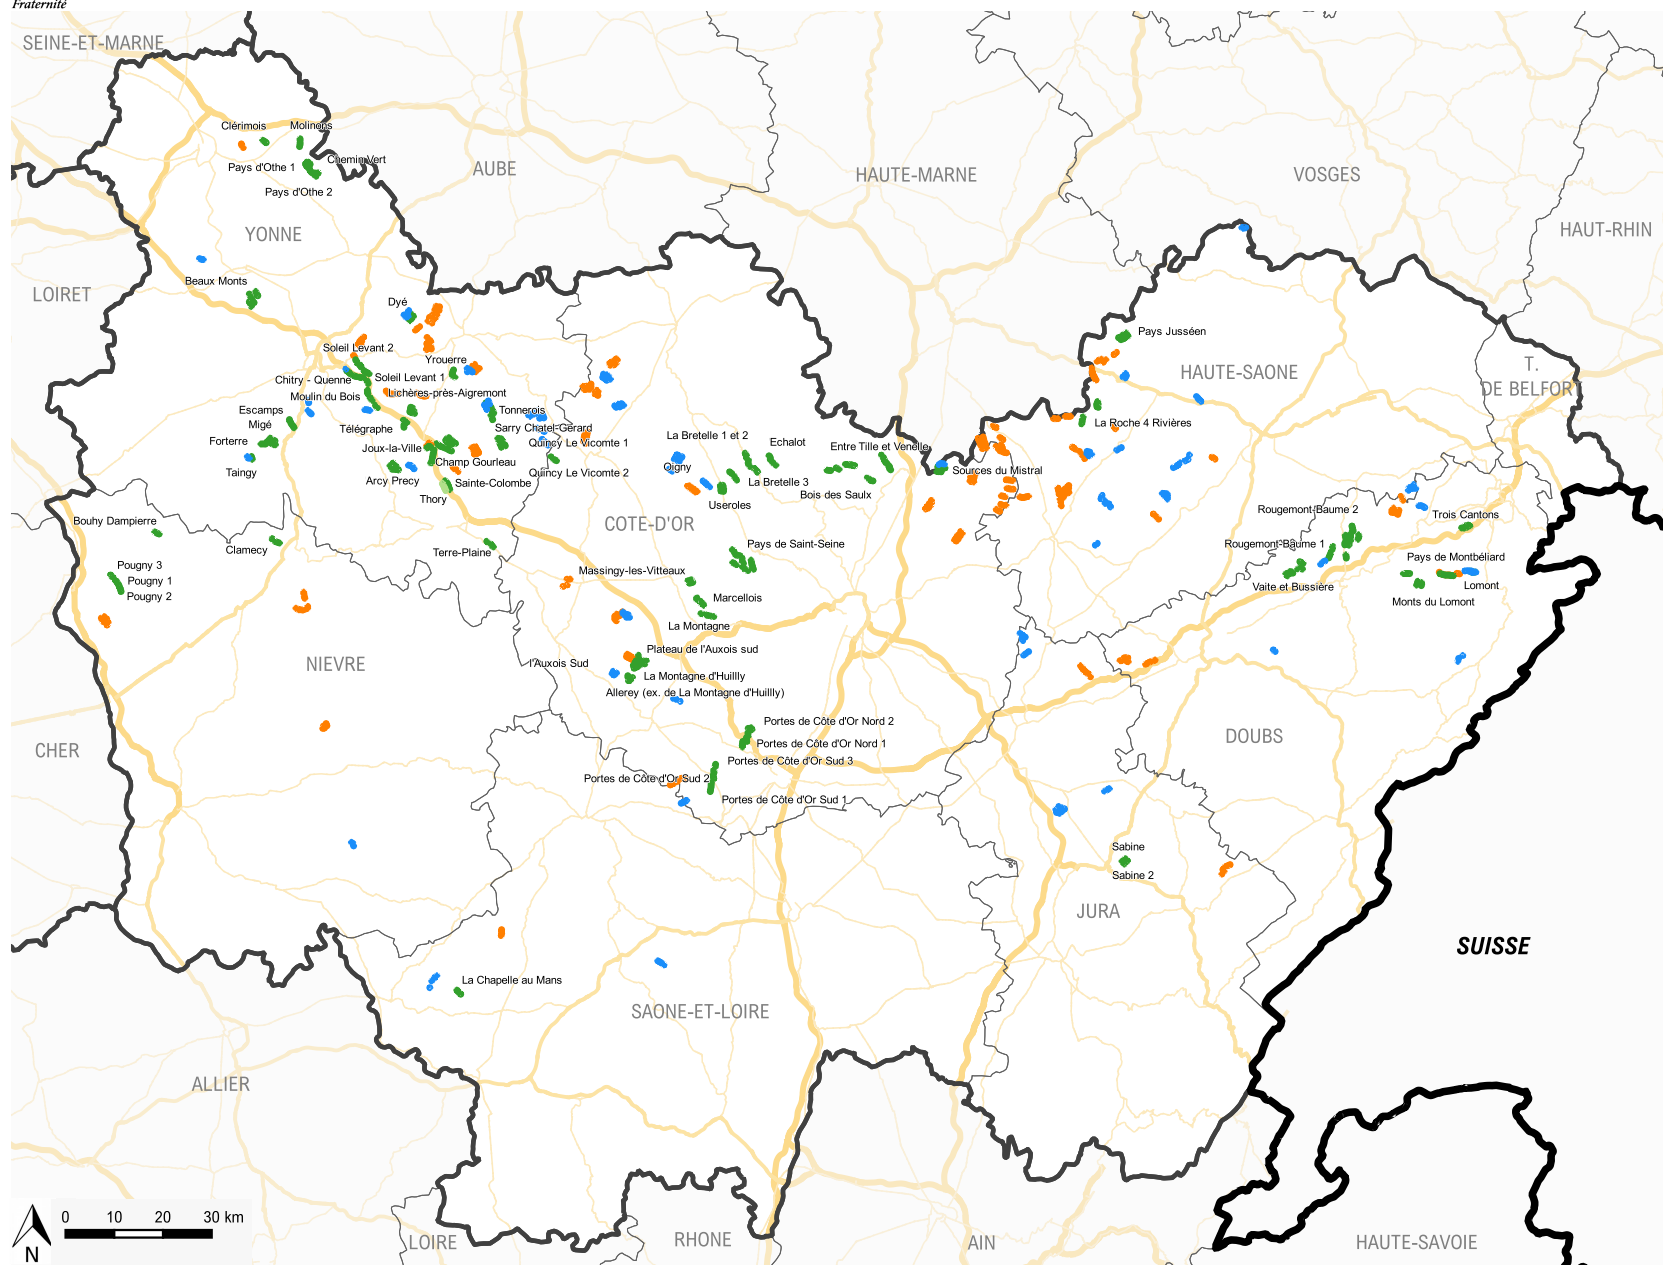 Fraternité
SEINE-ET-MARNE
Clérimois
Molinons
Chemin Vert
Pays d'Othe 1
Pays d'Othe 2
AUBE
HAUTE-MARNE
VOSGES
HAUT-RHIN
YONNE
LOIRET
Beaux Monts
Dyé
Soleil Levant 2
Yrouerre
Chitry - Quenne
Soleil Levant 1
Moulin du Bois
Lichères-près-Aigremont
Escamps
Tonnerois
Migé
Télégraphe
Sarry Chatel-Gérard
Forterre
Joux-la-Ville
Quincy Le Vicomte 1
Champ Gourleau
Taingy
Arcy Precy
Sainte-Colombe
Quincy Le Vicomte 2
Thory
La Bretelle 1 et 2
Echalot
Entre Tille et Venelle
Oigny
La Bretelle 3
Bois des Saulx
Useroles
Sources du Mistral
Pays Jusséen
HAUTE-SAONE
La Roche 4 Rivières
T.
DE BELFORT
COTE-D'OR
Rougemont-Baume 2
Trois Cantons
Rougemont-Baume 1
Pays de Montbéliard
Lomont
Vaite et Bussière
Monts du Lomont
Bouhy Dampierre
Clamecy
Terre-Plaine
Pougny 3
Pougny 1
Pougny 2
Pays de Saint-Seine
Massingy-les-Vitteaux
Marcellois
La Montagne
NIEVRE
Plateau de l'Auxois sud
l'Auxois Sud
La Montagne d'Huillly
Allerey (ex. de La Montagne d'Huillly)
Portes de Côte d'Or Nord 2
Portes de Côte d'Or Nord 1
Portes de Côte d'Or Sud 3
Portes de Côte d'Or Sud 2
Portes de Côte d'Or Sud 1
CHER
DOUBS
Sabine
Sabine 2
JURA
SUISSE
La Chapelle au Mans
SAONE-ET-LOIRE
ALLIER
0 10 20 30 km
N
LOIRE
RHONE
AIN
HAUTE-SAVOIE